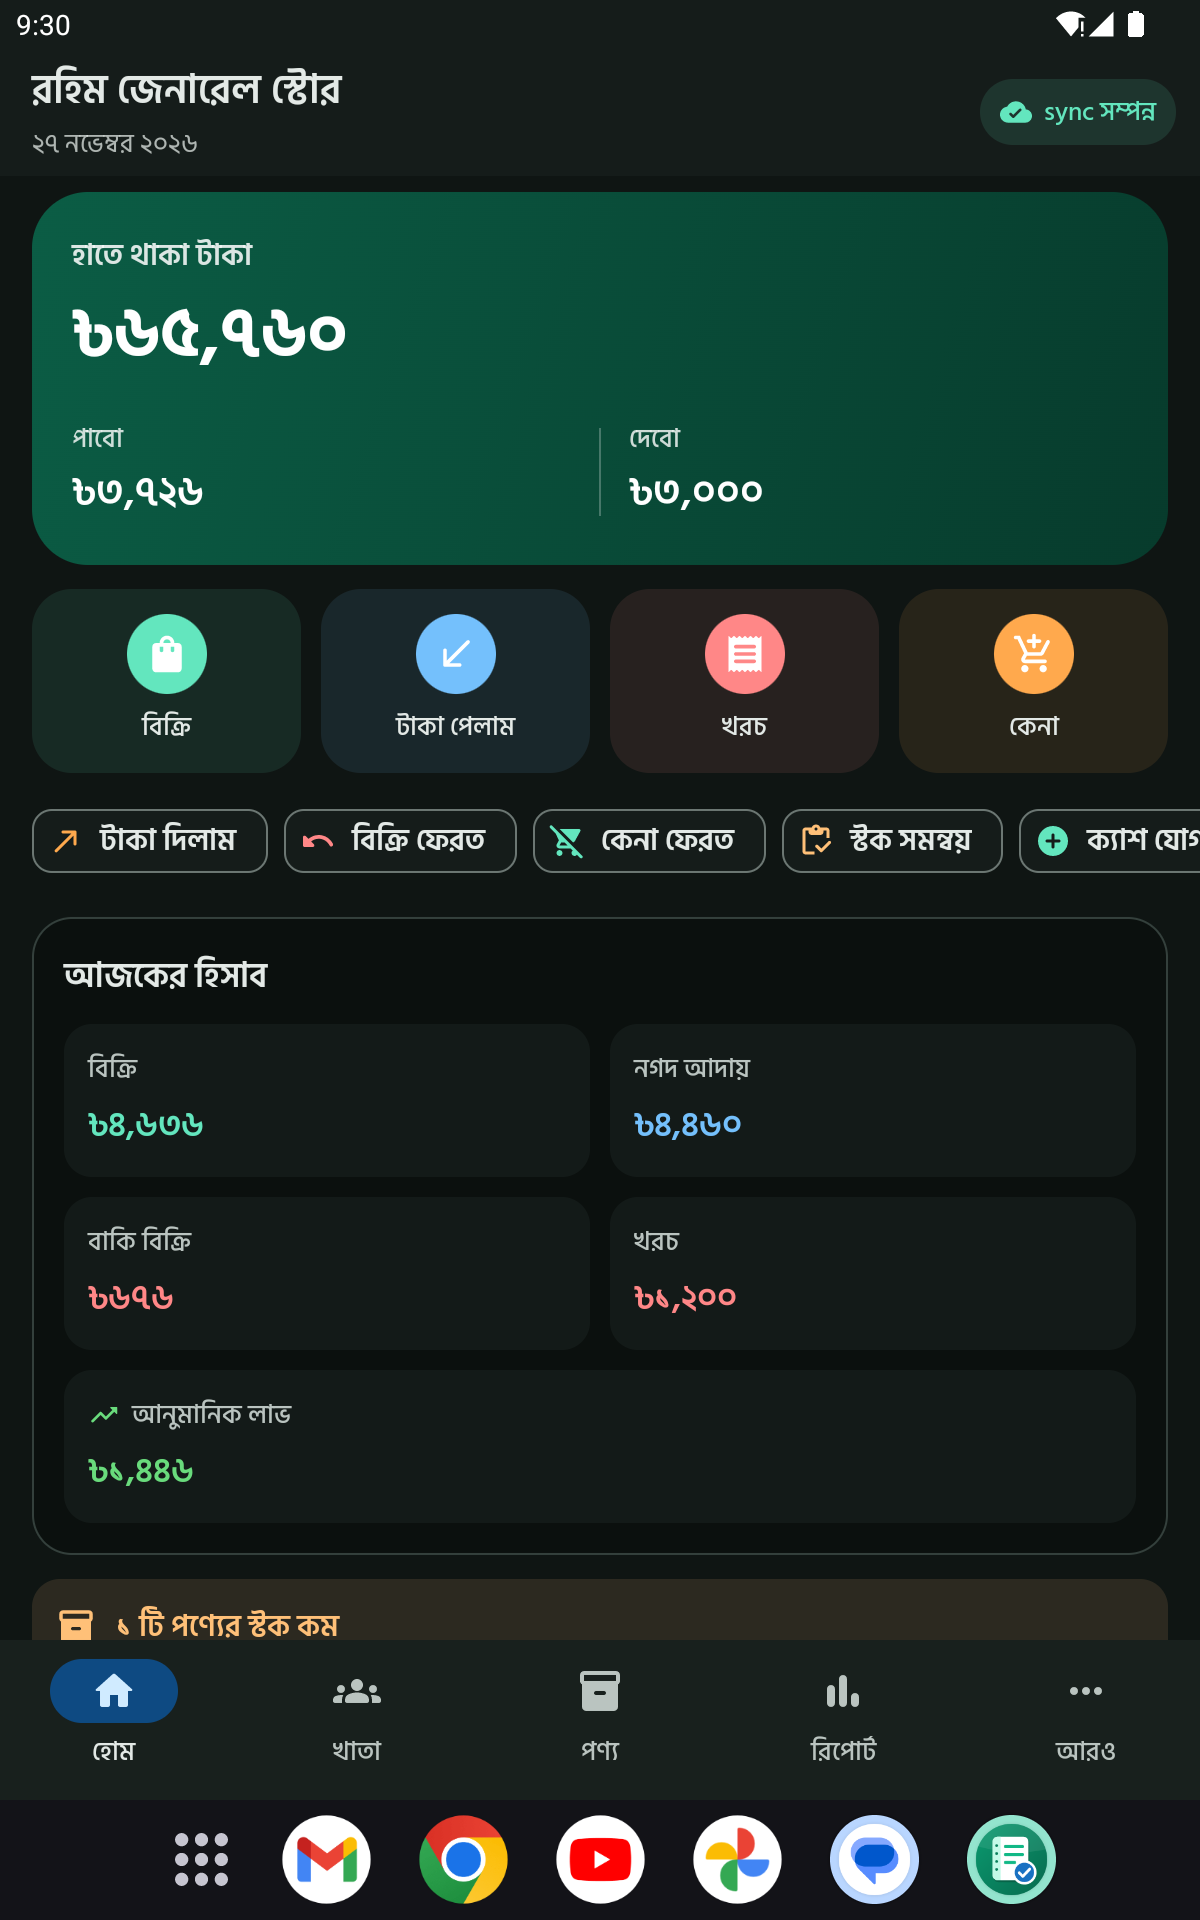 9:30
রহিম জেনারেল স্টোর
২৭ নভেম্বর ২০২৬
sync সম্পন্ন
হাতে থাকা টাকা
৳৬৫,৭৬০
পাবো
দেবো
৳৩,৭২৬
৳৩,০০০
বিক্রি
টাকা পেলাম
খরচ
কেনা
টাকা দিলাম
বিক্রি ফেরত
কেনা ফেরত
স্টক সমন্বয়
ক্যাশ যোগ
আজকের হিসাব
বিক্রি
নগদ আদায়
৳৪,৬৩৬
৳৪,৪৬০
বাকি বিক্রি
খরচ
৳৬৭৬
৳১,২০০
আনুমানিক লাভ
৳১,৪৪৬
১ টি পণ্যের স্টক কম
হোম
খাতা
পণ্য
রিপোর্ট
আরও